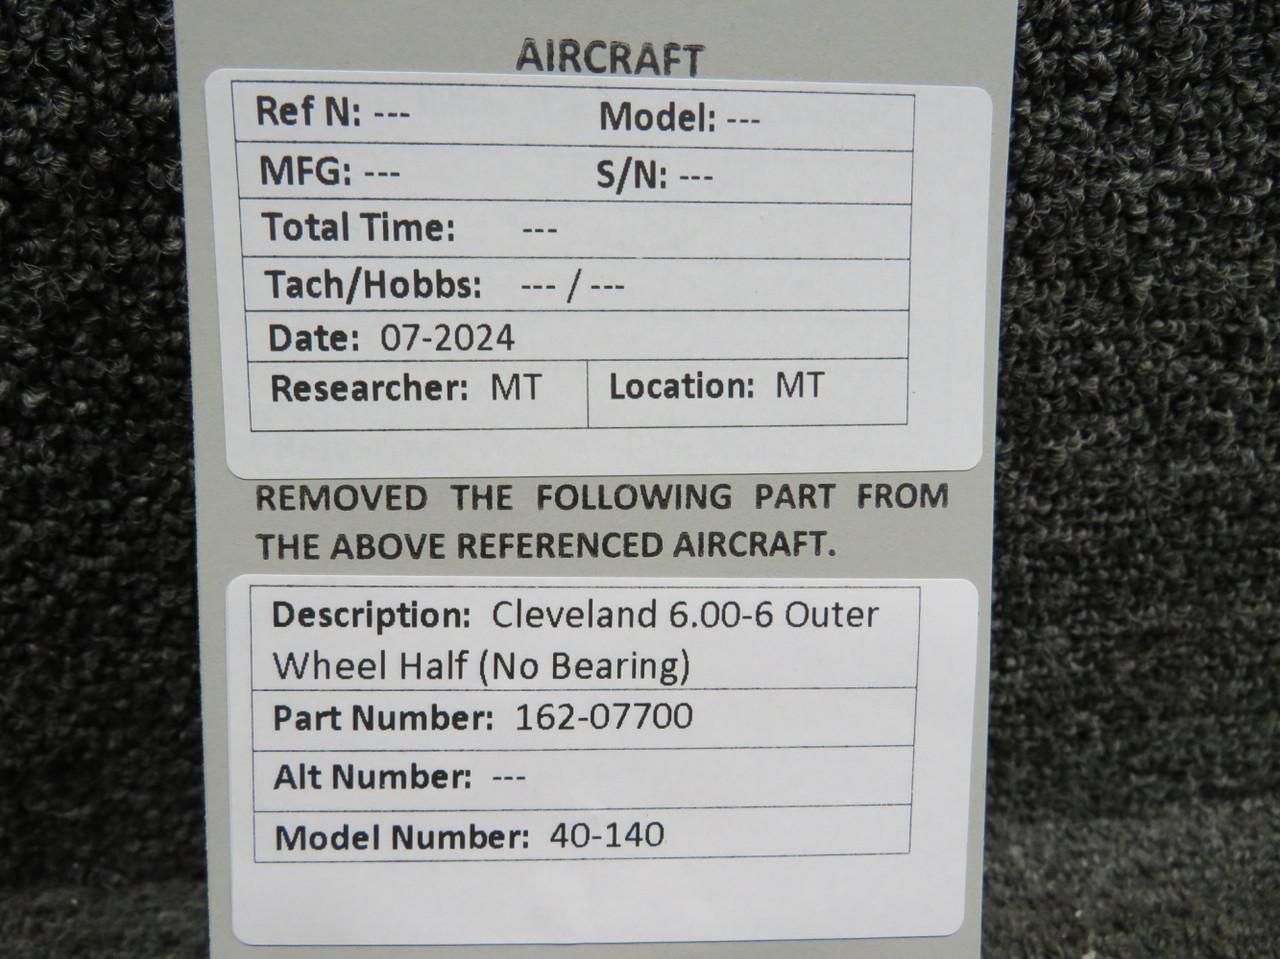 AIRCRAFT
Ref N: --- Model: ---
MFG: --- S/N: ---
Total Time: ---
Tach/Hobbs: --- / ---
Date: 07-2024
Researcher: MT Location: MT
REMOVED THE FOLLOWING PART FROM
THE ABOVE REFERENCED AIRCRAFT.
Description: Cleveland 6.00-6 Outer
Wheel Half (No Bearing)
Part Number: 162-07700
Alt Number: ---
Model Number: 40-140